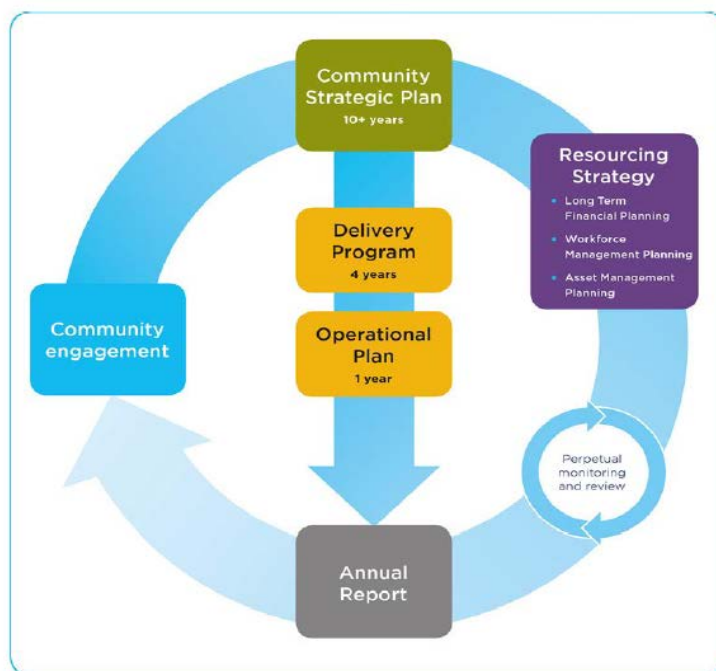 Community
Strategic Plan
10+ years
Resourcing
Strategy
• Long Term
Financial Planning
• Workforce
Management Planning
• Asset Management
Planning
Delivery
Program
4 years
Community
engagement
Operational
Plan
1 year
Perpetual
monitoring
and review
Annual
Report